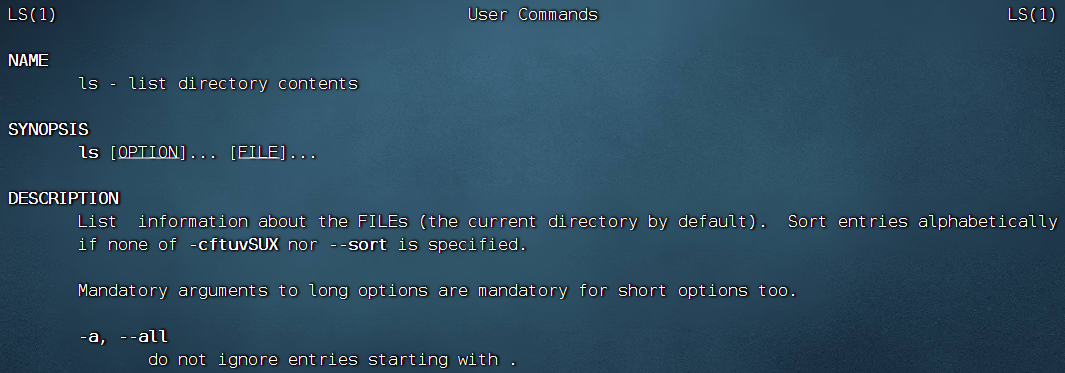 LS(1) User Commands LS(1)
NAME
ls - list directory contents
SYNOPSIS
ls [OPTION]... [FILE]...
DESCRIPTION
List  information about the FILEs (the current directory by default).  Sort entries alphabetically
if none of -cftuvSUX nor --sort is specified.
Mandatory arguments to long options are mandatory for short options too.
-a, --all
do not ignore entries starting with .